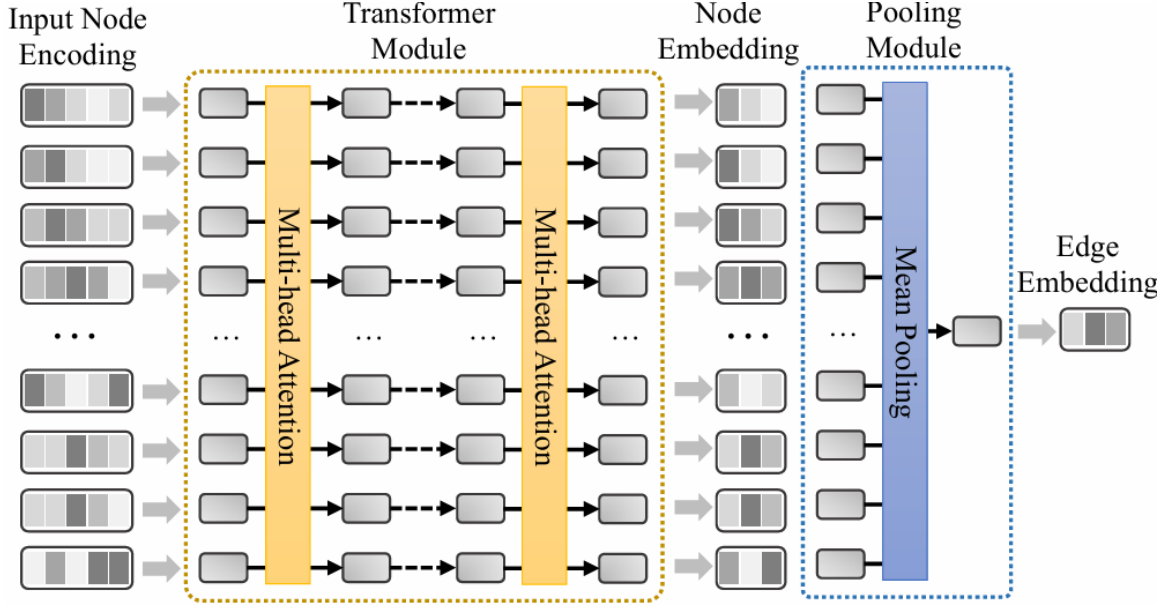 Input Node
Encoding
Transformer
Module
Node
Embedding
Pooling
Module
Multi-head Attention
Multi-head Attention
Mean Pooling
Edge
Embedding
...
...
...
...
...
...
...